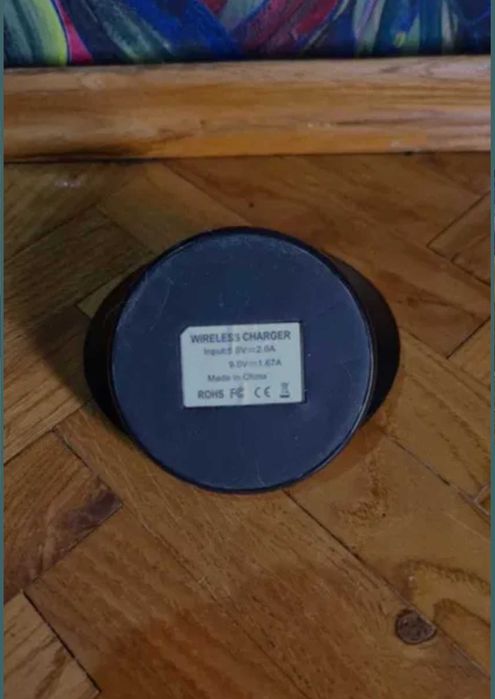 WIRELESS CHARGER
Input:5.0V⎓2.0A
9.0V⎓1.67A
Made in China
ROHS FC CE